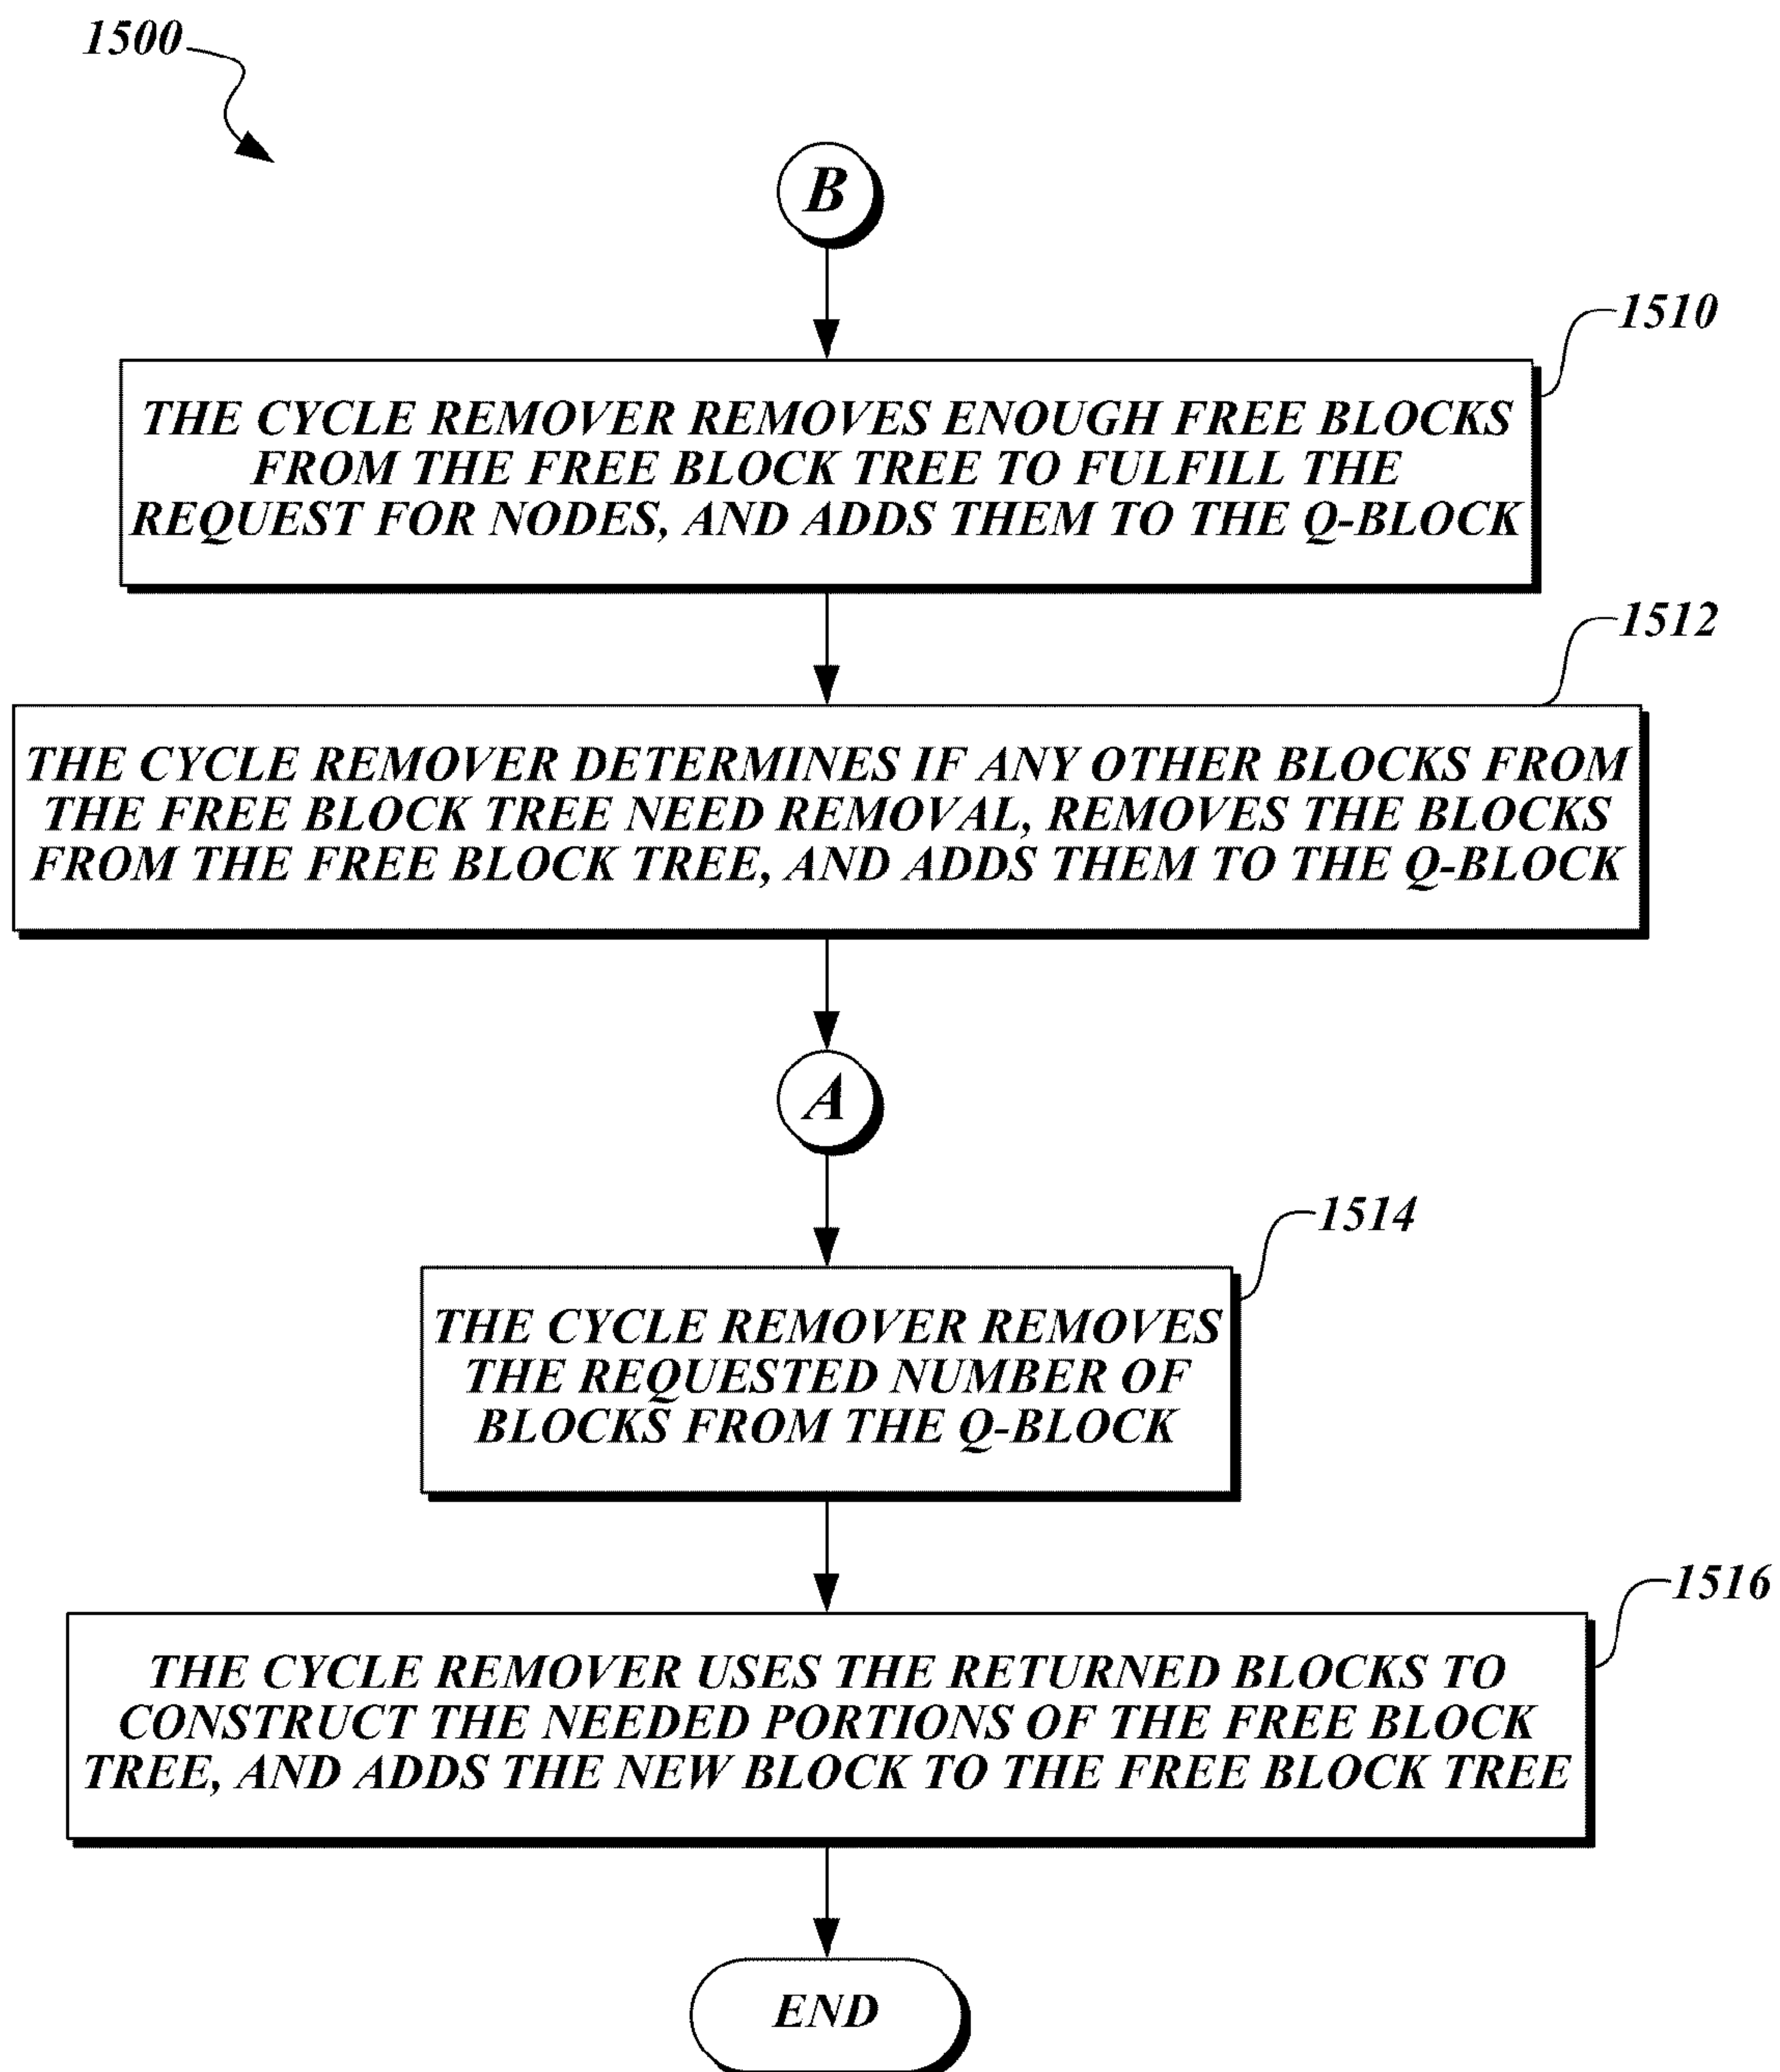 1500
B
1510
THE CYCLE REMOVER REMOVES ENOUGH FREE BLOCKS
FROM THE FREE BLOCK TREE TO FULFILL THE
REQUEST FOR NODES, AND ADDS THEM TO THE Q-BLOCK
1512
THE CYCLE REMOVER DETERMINES IF ANY OTHER BLOCKS FROM
THE FREE BLOCK TREE NEED REMOVAL, REMOVES THE BLOCKS
FROM THE FREE BLOCK TREE, AND ADDS THEM TO THE Q-BLOCK
A
1514
THE CYCLE REMOVER REMOVES
THE REQUESTED NUMBER OF
BLOCKS FROM THE Q-BLOCK
1516
THE CYCLE REMOVER USES THE RETURNED BLOCKS TO
CONSTRUCT THE NEEDED PORTIONS OF THE FREE BLOCK
TREE, AND ADDS THE NEW BLOCK TO THE FREE BLOCK TREE
END